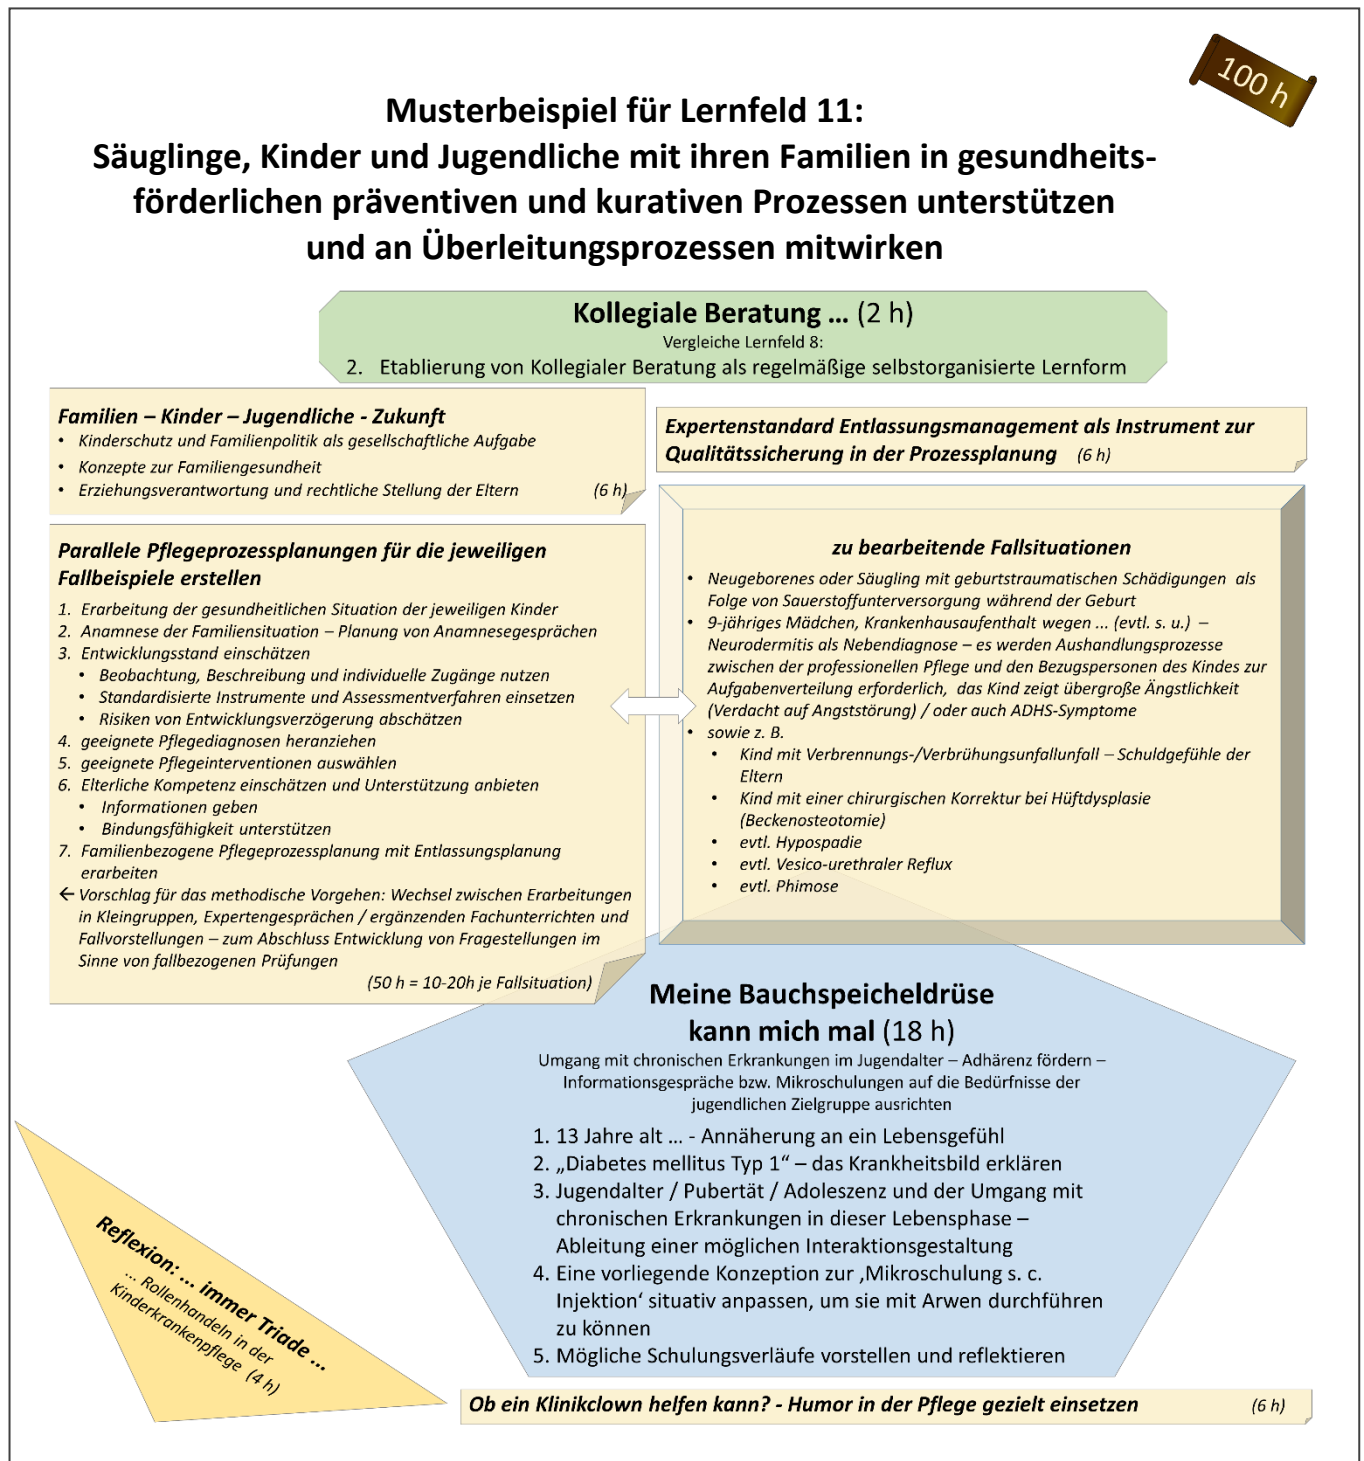 100 h
Musterbeispiel für Lernfeld 11:
Säuglinge, Kinder und Jugendliche mit ihren Familien in gesundheits-
förderlichen präventiven und kurativen Prozessen unterstützen
und an Überleitungsprozessen mitwirken
Kollegiale Beratung ... (2 h)
Vergleiche Lernfeld 8:
2. Etablierung von Kollegialer Beratung als regelmäßige selbstorganisierte Lernform
Familien – Kinder – Jugendliche - Zukunft
• Kinderschutz und Familienpolitik als gesellschaftliche Aufgabe
• Konzepte zur Familiengesundheit
• Erziehungsverantwortung und rechtliche Stellung der Eltern (6 h)
Expertenstandard Entlassungsmanagement als Instrument zur
Qualitätssicherung in der Prozessplanung (6 h)
Parallele Pflegeprozessplanungen für die jeweiligen
Fallbeispiele erstellen
1. Erarbeitung der gesundheitlichen Situation der jeweiligen Kinder
2. Anamnese der Familiensituation – Planung von Anamnesegesprächen
3. Entwicklungsstand einschätzen
• Beobachtung, Beschreibung und individuelle Zugänge nutzen
• Standardisierte Instrumente und Assessmentverfahren einsetzen
• Risiken von Entwicklungsverzögerung abschätzen
4. geeignete Pflegediagnosen heranziehen
5. geeignete Pflegeinterventionen auswählen
6. Elterliche Kompetenz einschätzen und Unterstützung anbieten
• Informationen geben
• Bindungsfähigkeit unterstützen
7. Familienbezogene Pflegeprozessplanung mit Entlassungsplanung
erarbeiten
← Vorschlag für das methodische Vorgehen: Wechsel zwischen Erarbeitungen
in Kleingruppen, Expertengesprächen / ergänzenden Fachunterrichten und
Fallvorstellungen – zum Abschluss Entwicklung von Fragestellungen im
Sinne von fallbezogenen Prüfungen
(50 h = 10-20h je Fallsituation)
zu bearbeitende Fallsituationen
• Neugeborenes oder Säugling mit geburtstraumatischen Schädigungen als
Folge von Sauerstoffunterversorgung während der Geburt
• 9-jähriges Mädchen, Krankenhausaufenthalt wegen ... (evtl. s. u.) –
Neurodermitis als Nebendiagnose – es werden Aushandlungsprozesse
zwischen der professionellen Pflege und den Bezugspersonen des Kindes zur
Aufgabenverteilung erforderlich, das Kind zeigt übergroße Ängstlichkeit
(Verdacht auf Angststörung) / oder auch ADHS-Symptome
• sowie z. B.
• Kind mit Verbrennungs-/Verbrühungsunfallunfall – Schuldgefühle der
Eltern
• Kind mit einer chirurgischen Korrektur bei Hüftdysplasie
(Beckenosteotomie)
• evtl. Hypospadie
• evtl. Vesico-urethraler Reflux
• evtl. Phimose
Meine Bauchspeicheldrüse
kann mich mal (18 h)
Umgang mit chronischen Erkrankungen im Jugendalter – Adhärenz fördern –
Informationsgespräche bzw. Mikroschulungen auf die Bedürfnisse der
jugendlichen Zielgruppe ausrichten
1. 13 Jahre alt ... - Annäherung an ein Lebensgefühl
2. „Diabetes mellitus Typ 1“ – das Krankheitsbild erklären
3. Jugendalter / Pubertät / Adoleszenz und der Umgang mit
chronischen Erkrankungen in dieser Lebensphase –
Ableitung einer möglichen Interaktionsgestaltung
4. Eine vorliegende Konzeption zur ‚Mikroschulung s. c.
Injektion‘ situativ anpassen, um sie mit Arwen durchführen
zu können
5. Mögliche Schulungsverläufe vorstellen und reflektieren
Reflexion: ... immer Triade ...
... Rollenhandeln in der
Kinderkrankenpflege (4 h)
Ob ein Klinikclown helfen kann? - Humor in der Pflege gezielt einsetzen (6 h)